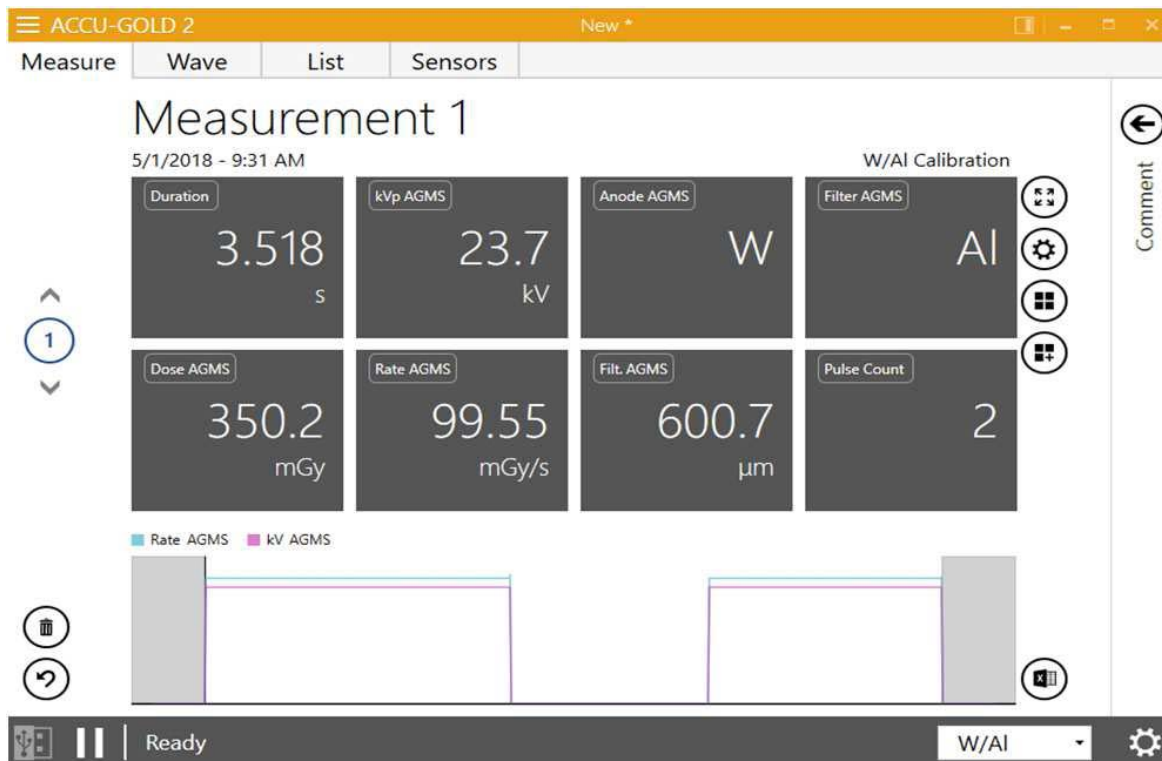 ACCU-GOLD 2
New *
Measure
Wave
List
Sensors
Measurement 1
5/1/2018 - 9:31 AM
W/Al Calibration
Comment
Duration
3.518
s
kVp AGMS
23.7
kV
Anode AGMS
W
Filter AGMS
Al
1
Dose AGMS
350.2
mGy
Rate AGMS
99.55
mGy/s
Filt. AGMS
600.7
µm
Pulse Count
2
Rate AGMS
kV AGMS
Ready
W/Al